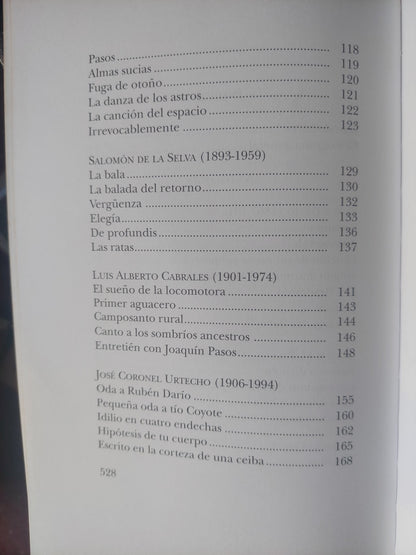 Pasos ........ 118
Almas sucias ........ 119
Fuga de otoño ........ 120
La danza de los astros ........ 121
La canción del espacio ........ 122
Irrevocablemente ........ 123
SALOMÓN DE LA SELVA (1893-1959)
La bala ........ 129
La balada del retorno ........ 130
Vergüenza ........ 132
Elegía ........ 133
De profundis ........ 136
Las ratas ........ 137
LUIS ALBERTO CABRALES (1901-1974)
El sueño de la locomotora ........ 141
Primer aguacero ........ 143
Camposanto rural ........ 144
Canto a los sombríos ancestros ........ 146
Entretién con Joaquín Pasos ........ 148
JOSÉ CORONEL URTECHO (1906-1994)
Oda a Rubén Darío ........ 155
Pequeña oda a tío Coyote ........ 160
Idilio en cuatro endechas ........ 162
Hipótesis de tu cuerpo ........ 165
Escrito en la corteza de una ceiba ........ 168
528